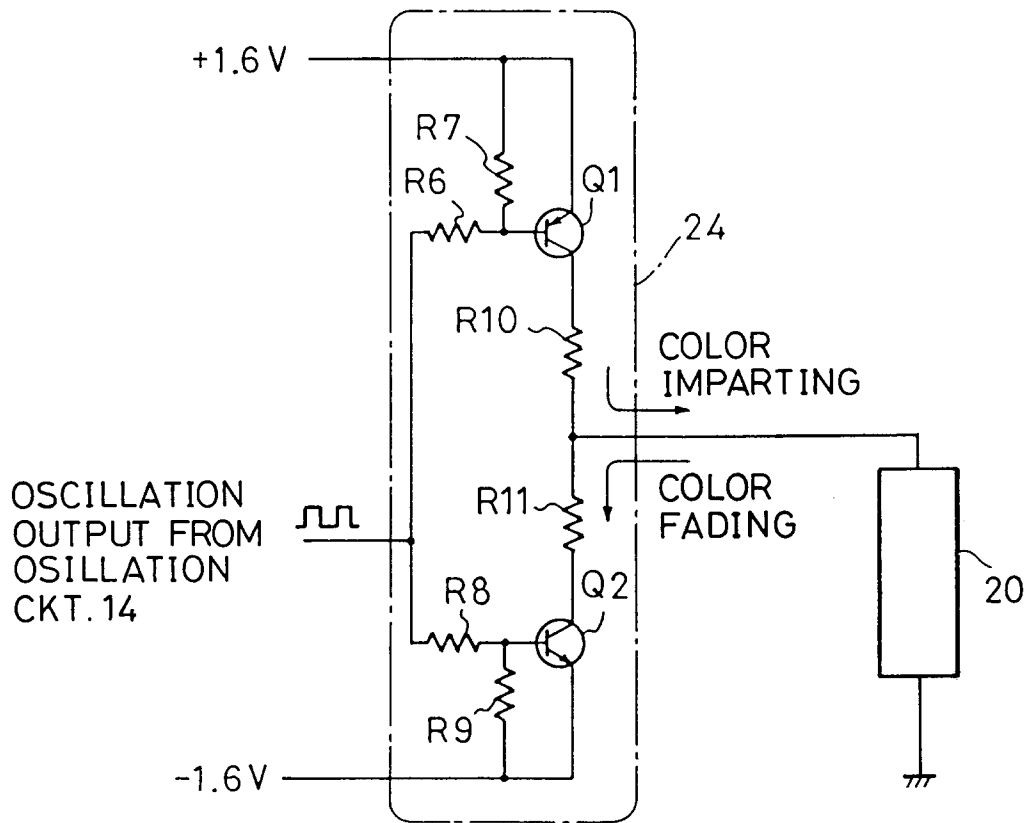 +1.6 V
R7
R6
Q1
24
R10
COLOR
IMPARTING
OSCILLATION
OUTPUT FROM
OSILLATION
CKT. 14
R11
COLOR
FADING
20
R8
Q2
R9
-1.6 V